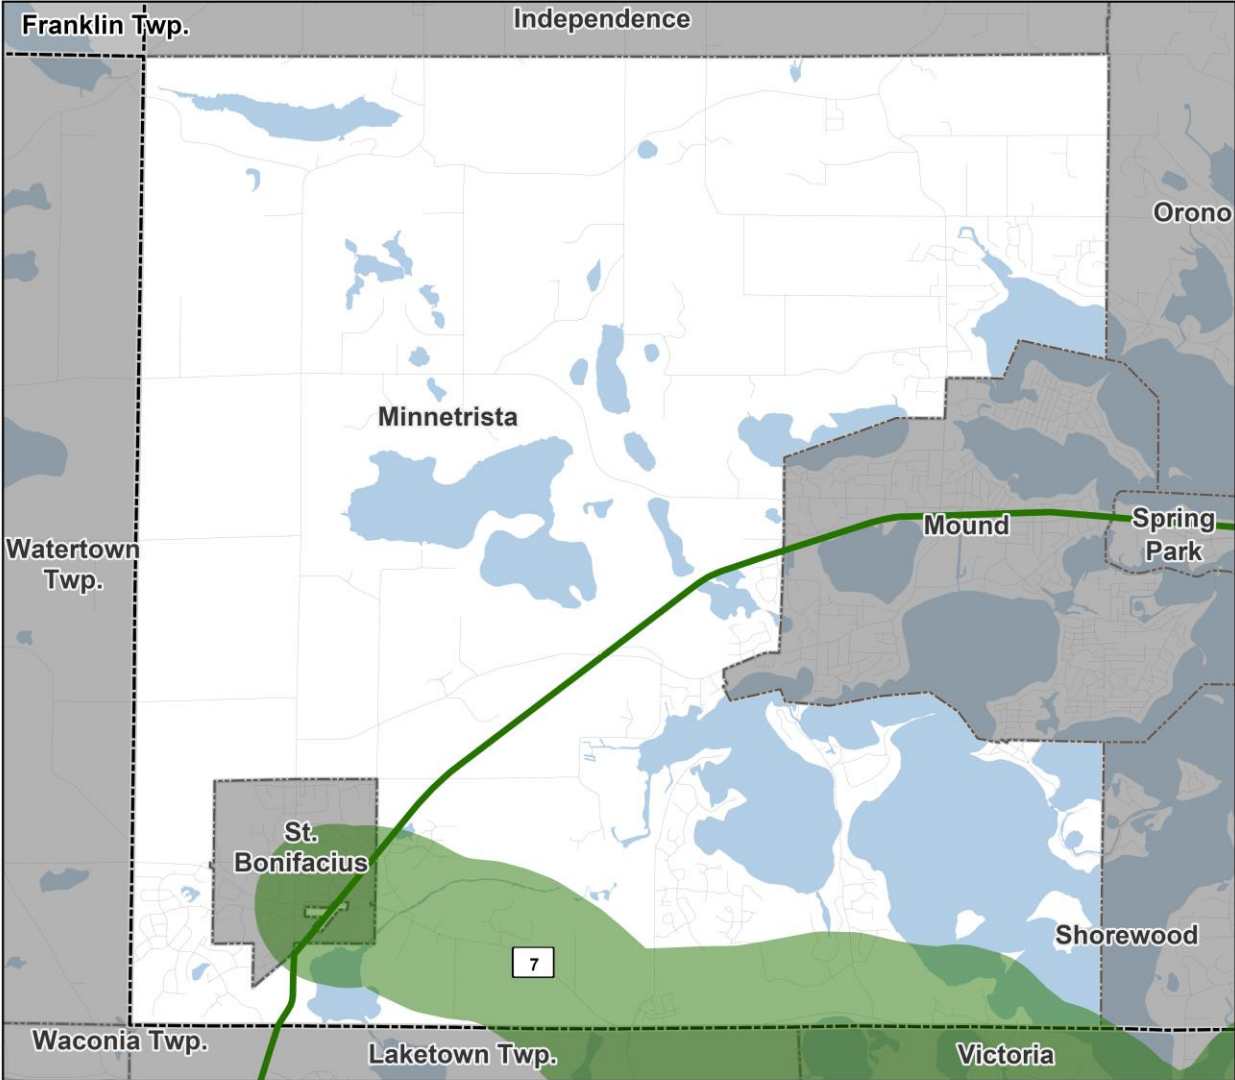 Franklin Twp.
Independence
Orono
Minnetrista
Mound
Spring
Park
Watertown
Twp.
St.
Bonifacius
Shorewood
7
Waconia Twp.
Laketown Twp.
Victoria